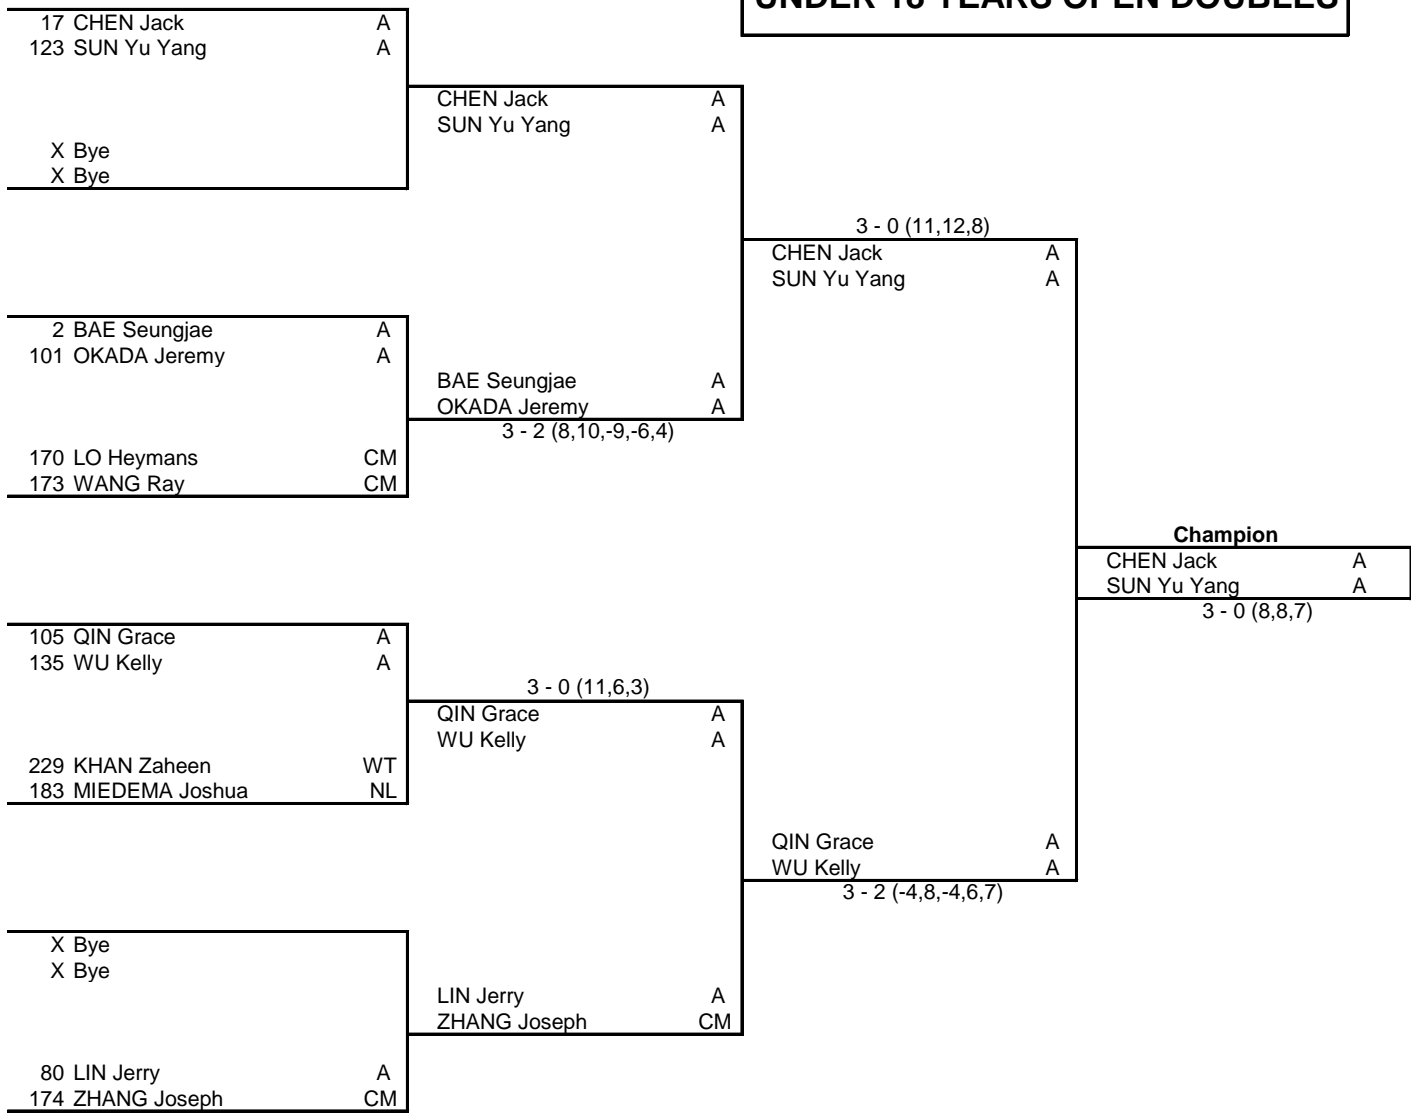 UNDER YEARS OPEN DOUBLES
17 CHEN Jack A
123 SUN Yu Yang A
CHEN Jack A
SUN Yu Yang A
X Bye
X Bye
3 - 0 (11,12,8)
CHEN Jack A
SUN Yu Yang A
2 BAE Seungjae A
101 OKADA Jeremy A
BAE Seungjae A
OKADA Jeremy A
3 - 2 (8,10,-9,-6,4)
170 LO Heymans CM
173 WANG Ray CM
Champion
CHEN Jack A
SUN Yu Yang A
3 - 0 (8,8,7)
105 QIN Grace A
135 WU Kelly A
3 - 0 (11,6,3)
QIN Grace A
WU Kelly A
229 KHAN Zaheen WT
183 MIEDEMA Joshua NL
QIN Grace A
WU Kelly A
3 - 2 (-4,8,-4,6,7)
X Bye
X Bye
LIN Jerry A
ZHANG Joseph CM
80 LIN Jerry A
174 ZHANG Joseph CM